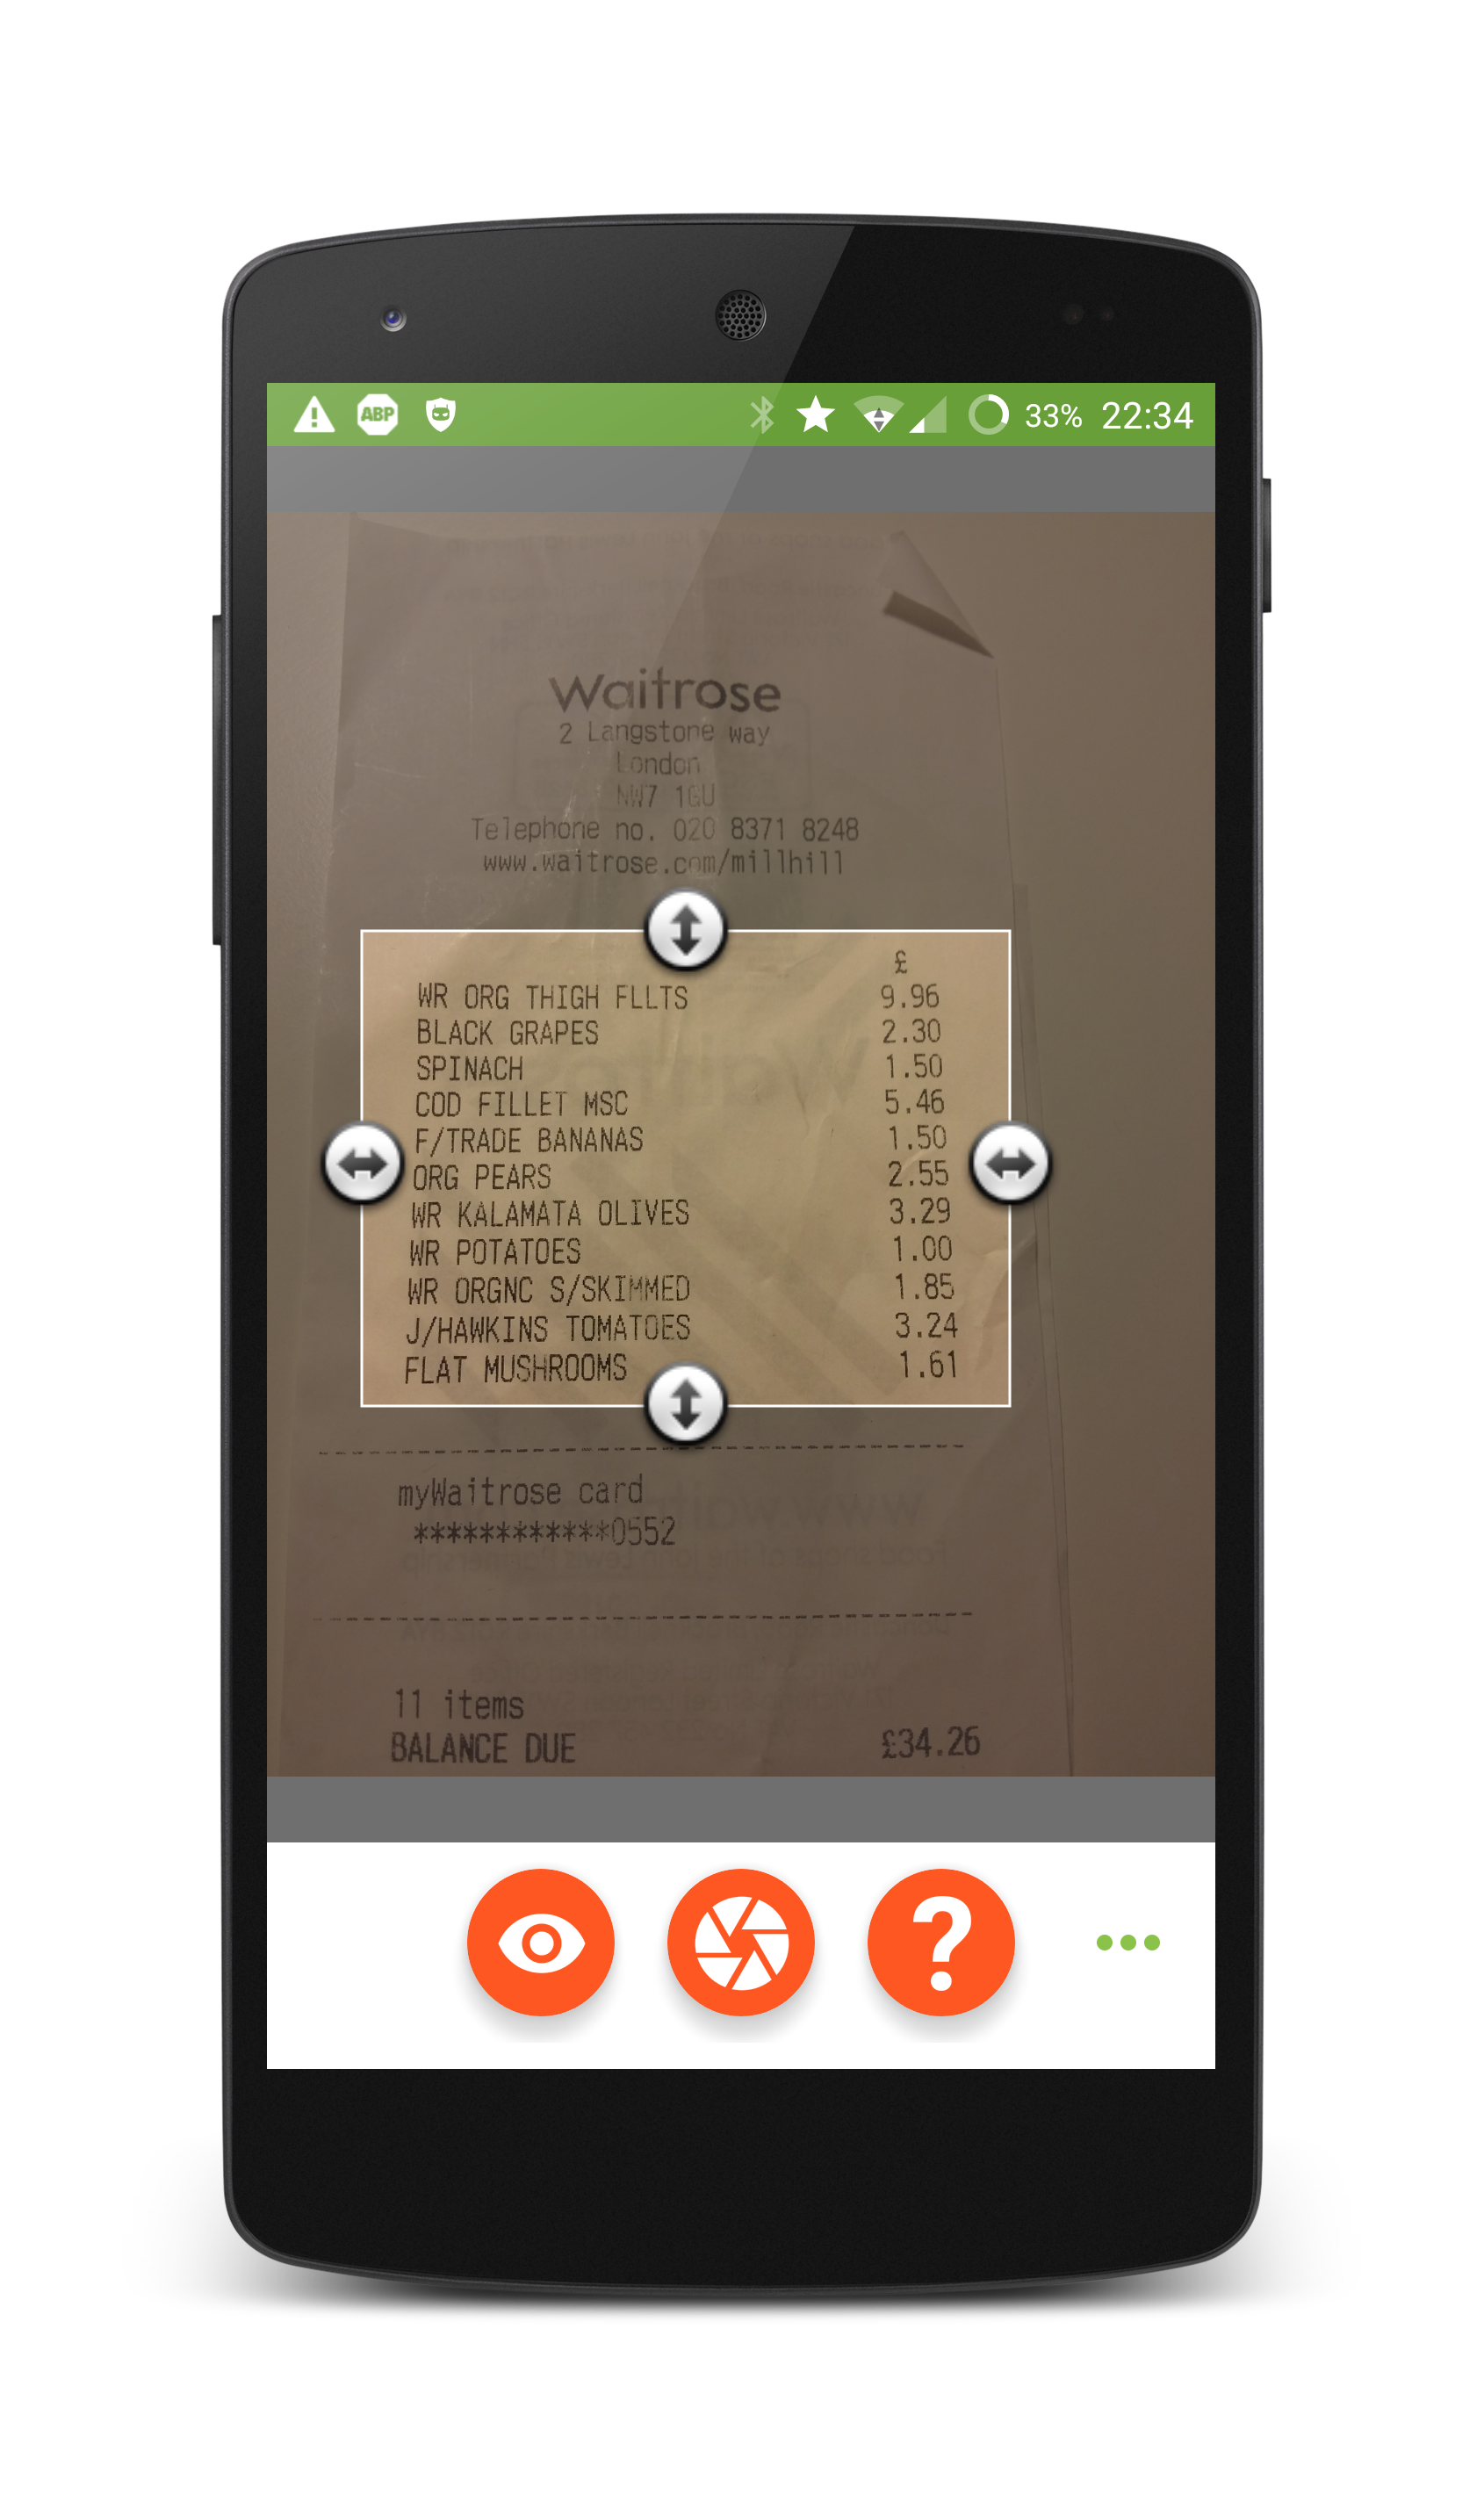 ABP 33% 22:34
Waitrose
2 Langstone way
London
NW7 1GU
Telephone no. 020 8371 8248
www.waitrose.com/millhill
£
WR ORG THIGH FLLTS 9.96
BLACK GRAPES 2.30
SPINACH 1.50
COD FILLET MSC 5.46
F/TRADE BANANAS 1.50
ORG PEARS 2.55
WR KALAMATA OLIVES 3.29
WR POTATOES 1.00
WR ORGNC S/SKIMMED 1.85
J/HAWKINS TOMATOES 3.24
FLAT MUSHROOMS 1.61
myWaitrose card
************0552
11 items
BALANCE DUE £34.26
?